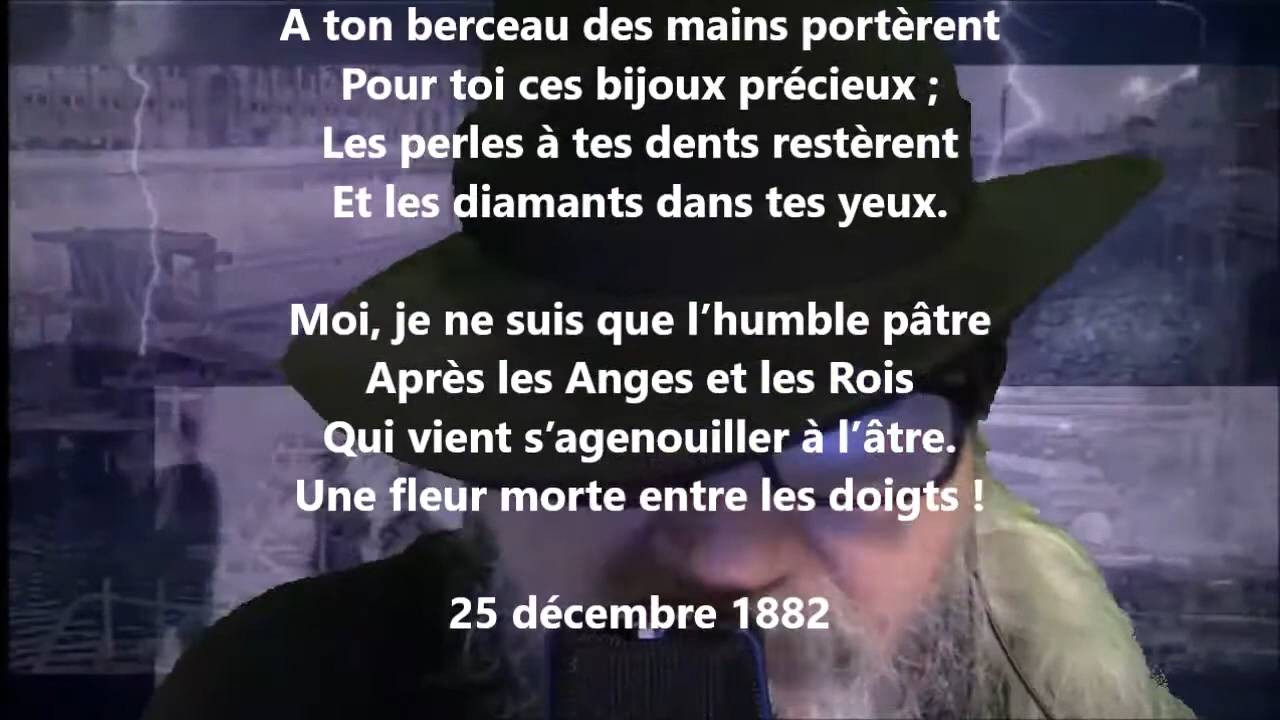 A ton berceau des mains portèrent
Pour toi ces bijoux précieux ;
Les perles à tes dents restèrent
Et les diamants dans tes yeux.
Moi, je ne suis que l’humble pâtre
Après les Anges et les Rois
Qui vient s’agenouiller à l’âtre.
Une fleur morte entre les doigts !
25 décembre 1882